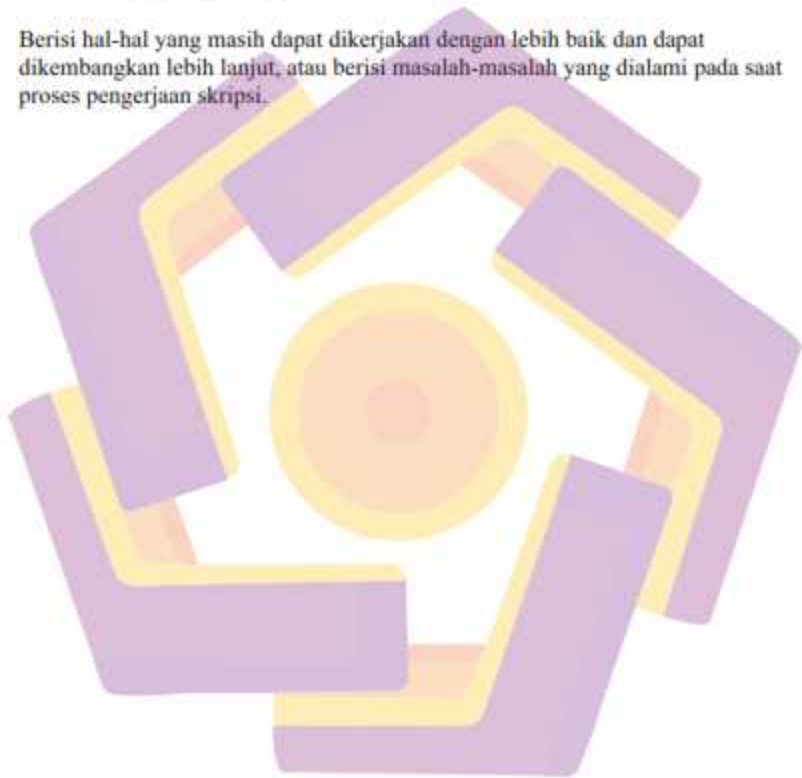 Berisi hal-hal yang masih dapat dikerjakan dengan lebih baik dan dapat
dikembangkan lebih lanjut, atau berisi masalah-masalah yang dialami pada saat
proses pengerjaan skripsi.